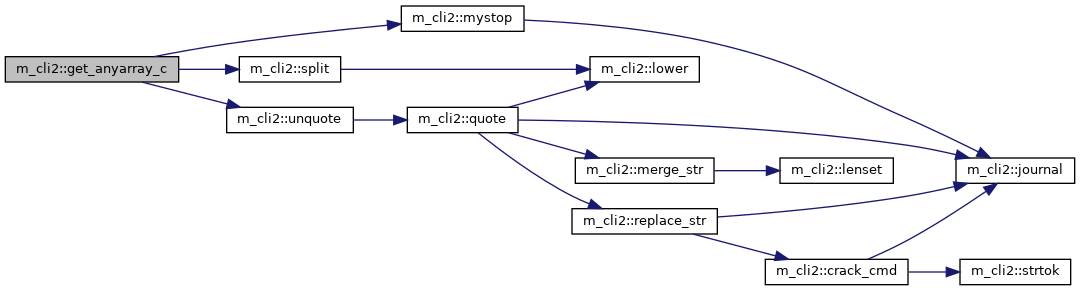 m_cli2::get_anyarray_c
m_cli2::mystop
m_cli2::split
m_cli2::lower
m_cli2::unquote
m_cli2::quote
m_cli2::merge_str
m_cli2::lenset
m_cli2::journal
m_cli2::replace_str
m_cli2::crack_cmd
m_cli2::strtok